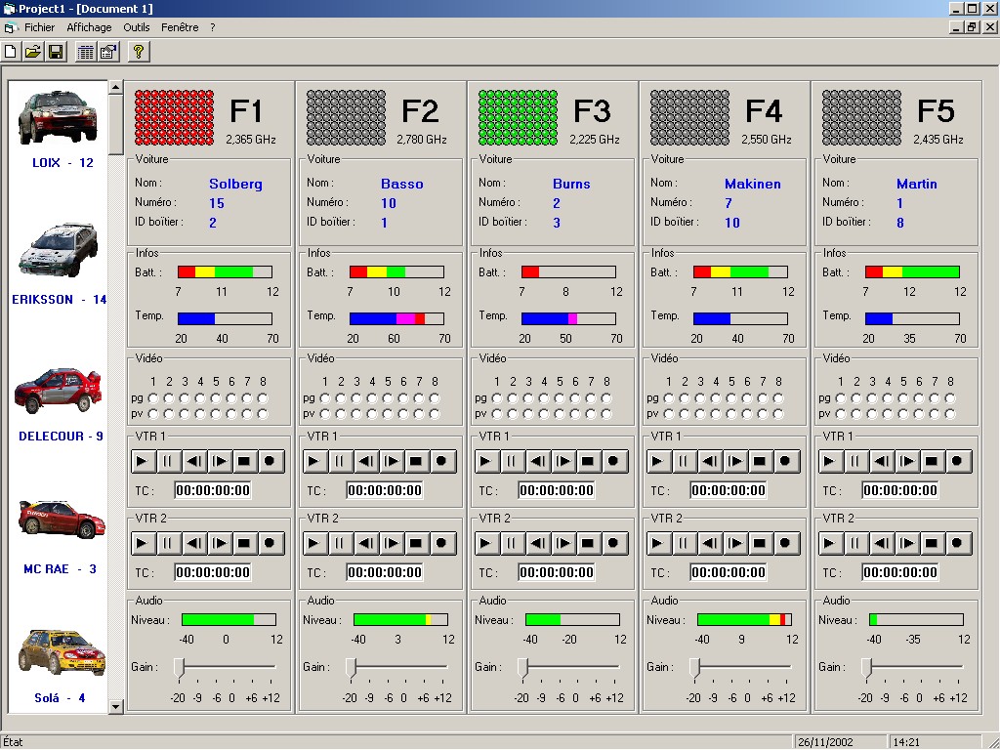 Project1 - [Document 1]
Fichier Affichage Outils Fenêtre ?
LOIX - 12
ERIKSSON - 14
DELECOUR - 9
MC RAE - 3
Solá - 4
F1
2,365 GHz
Voiture
Nom : Solberg
Numéro : 15
ID boîtier : 2
Infos
Batt. :
7 11 12
Temp.
20 40 70
Vidéo
1 2 3 4 5 6 7 8
pg
pv
VTR 1
TC : 00:00:00:00
VTR 2
TC : 00:00:00:00
Audio
Niveau :
-40 0 12
Gain :
-20 -9 -6 0 +6 +12
F2
2,780 GHz
Voiture
Nom : Basso
Numéro : 10
ID boîtier : 1
Infos
Batt. :
7 10 12
Temp.
20 60 70
Vidéo
1 2 3 4 5 6 7 8
pg
pv
VTR 1
TC : 00:00:00:00
VTR 2
TC : 00:00:00:00
Audio
Niveau :
-40 3 12
Gain :
-20 -9 -6 0 +6 +12
F3
2,225 GHz
Voiture
Nom : Burns
Numéro : 2
ID boîtier : 3
Infos
Batt. :
7 8 12
Temp.
20 50 70
Vidéo
1 2 3 4 5 6 7 8
pg
pv
VTR 1
TC : 00:00:00:00
VTR 2
TC : 00:00:00:00
Audio
Niveau :
-40 -20 12
Gain :
-20 -9 -6 0 +6 +12
F4
2,550 GHz
Voiture
Nom : Makinen
Numéro : 7
ID boîtier : 10
Infos
Batt. :
7 11 12
Temp.
20 40 70
Vidéo
1 2 3 4 5 6 7 8
pg
pv
VTR 1
TC : 00:00:00:00
VTR 2
TC : 00:00:00:00
Audio
Niveau :
-40 9 12
Gain :
-20 -9 -6 0 +6 +12
F5
2,435 GHz
Voiture
Nom : Martin
Numéro : 1
ID boîtier : 8
Infos
Batt. :
7 12 12
Temp.
20 35 70
Vidéo
1 2 3 4 5 6 7 8
pg
pv
VTR 1
TC : 00:00:00:00
VTR 2
TC : 00:00:00:00
Audio
Niveau :
-40 -35 12
Gain :
-20 -9 -6 0 +6 +12
État 26/11/2002 14:21